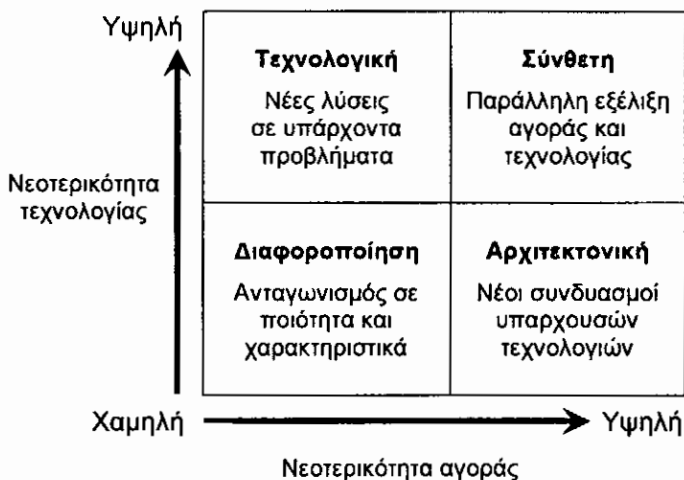 Υψηλή
Τεχνολογική
Νέες λύσεις
σε υπάρχοντα
προβλήματα
Σύνθετη
Παράλληλη εξέλιξη
αγοράς και
τεχνολογίας
Νεοτερικότητα
τεχνολογίας
Διαφοροποίηση
Ανταγωνισμός σε
ποιότητα και
χαρακτηριστικά
Αρχιτεκτονική
Νέοι συνδυασμοί
υπαρχουσών
τεχνολογιών
Χαμηλή
Υψηλή
Νεοτερικότητα αγοράς